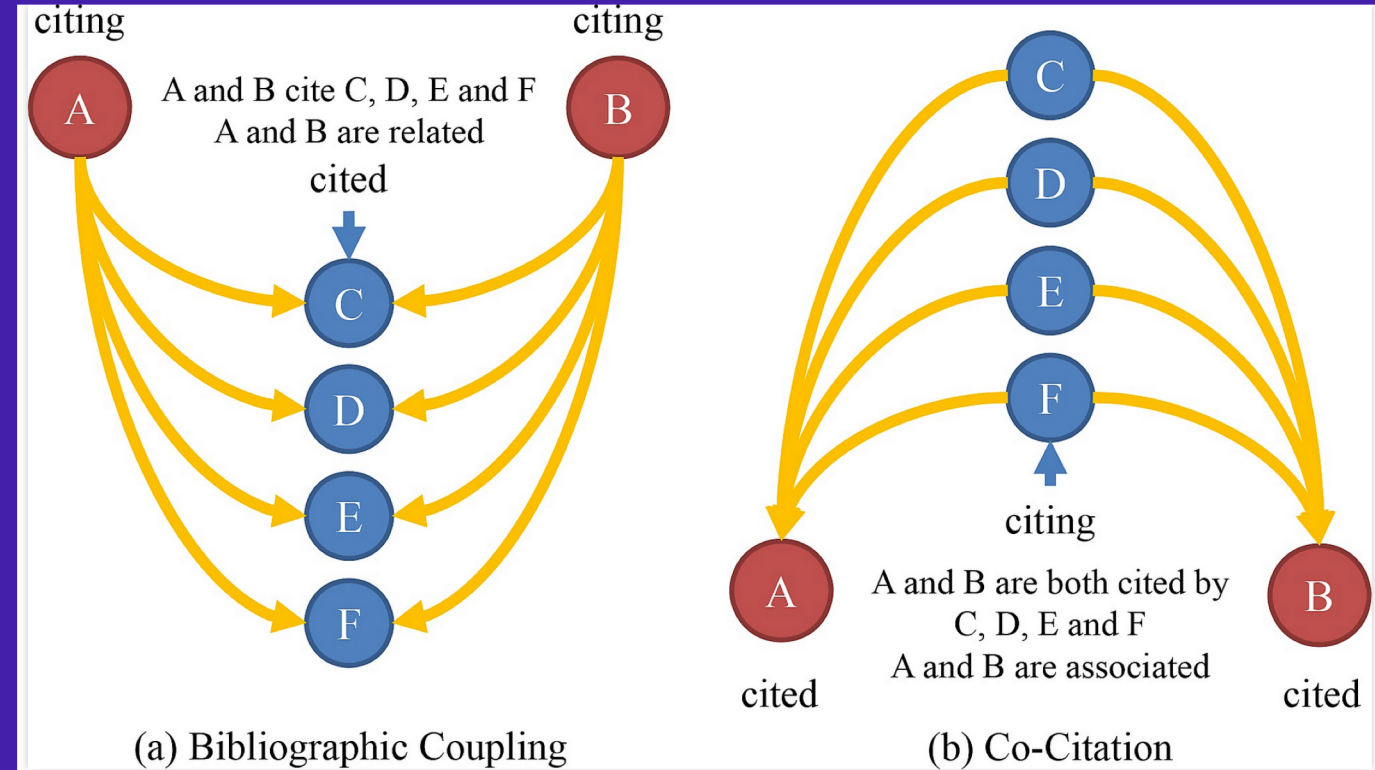 citing
citing
A
B
A and B cite C, D, E and F
A and B are related
cited
C
D
E
F
(a) Bibliographic Coupling
C
D
E
F
citing
A
B
A and B are both cited by
C, D, E and F
A and B are associated
cited
cited
(b) Co-Citation